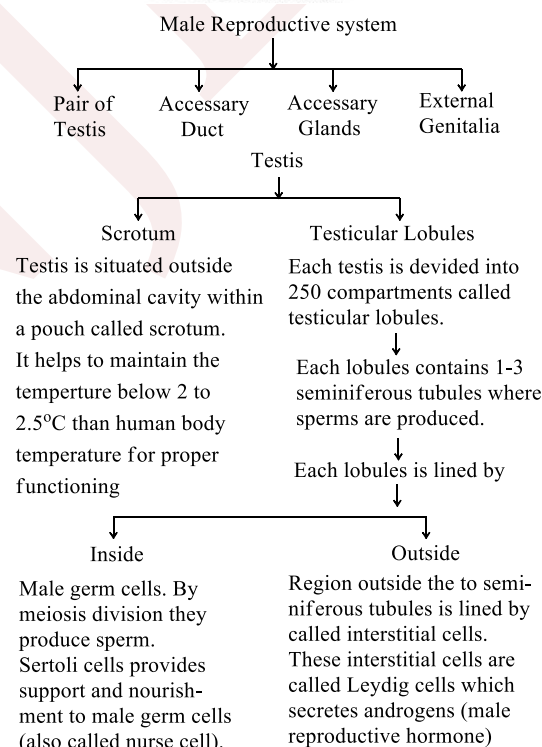 Male Reproductive system
Pair of Testis
Accessary Duct
Accessary Glands
External Genitalia
Testis
Scrotum
Testis is situated outside
the abdominal cavity within
a pouch called scrotum.
It helps to maintain the
temperture below 2 to
2.5°C than human body
temperature for proper
functioning
Testicular Lobules
Each testis is devided into
250 compartments called
testicular lobules.
Each lobules contains 1-3
seminiferous tubules where
sperms are produced.
Each lobules is lined by
Inside
Male germ cells. By
meiosis division they
produce sperm.
Sertoli cells provides
support and nourish-
ment to male germ cells
(also called nurse cell).
Outside
Region outside the to semi-
niferous tubules is lined by
called interstitial cells.
These interstitial cells are
called Leydig cells which
secretes androgens (male
reproductive hormone)